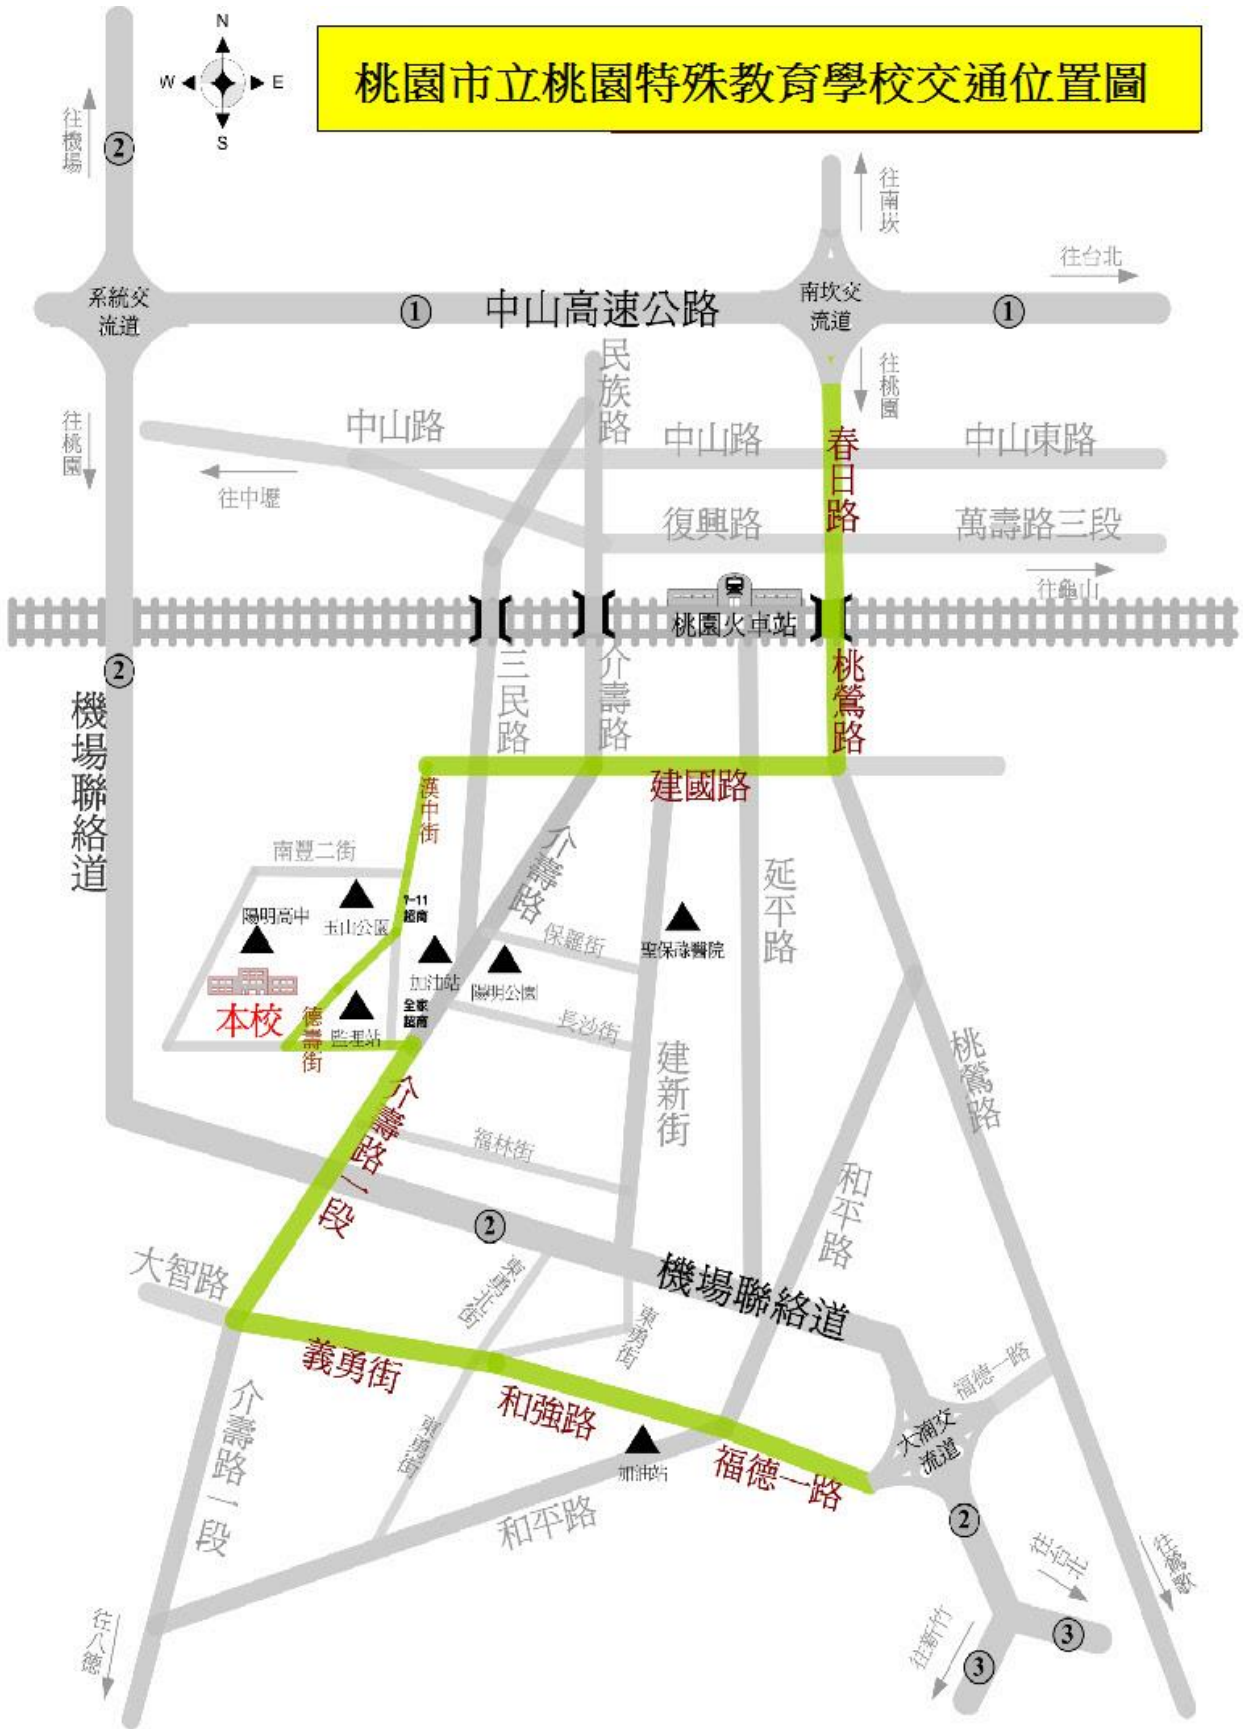 N
W
E
S
桃園市立桃園特殊教育學校交通位置圖
往機場
2
往南崁
往台北
系統交
流道
1
中山高速公路
南崁交
流道
1
往桃園
民族路
往桃園
中山路
中山路
春日路
中山東路
往中壢
復興路
萬壽路三段
往龜山
桃園火車站
2
機場聯絡道
三民路
介壽路
桃鶯路
建國路
漢中街
介壽路
南豐二街
延平路
7-11
超商
陽明高中
玉山公園
保羅街
聖保祿醫院
加油站
陽明公園
本校
德壽街
監理站
全家
超商
長沙街
建新街
桃鶯路
介壽路一段
福林街
和平路
2
大智路
東勇北街
機場聯絡道
東勇街
義勇街
福德一路
和強路
介壽路一段
東勇街
加油站
福德一路
大湳交
流道
和平路
2
往台北
往鶯歌
往八德
往新竹
3
3